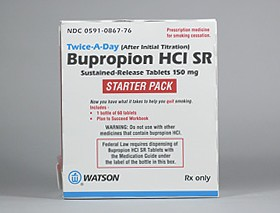 NDC 0591-0867-76
Prescription medicine
for smoking cessation.
Twice-A-Day (After Initial Titration)
Bupropion HCl SR
Sustained-Release Tablets 150 mg
STARTER PACK
Now you have what it takes to help you quit smoking.
Includes -
• 1 bottle of 60 tablets
• Plus to Succeed Workbook
WARNING: Do not use with other
medicines that contain bupropion HCl.
Federal law requires dispensing of
Bupropion HCl SR Tablets with
the Medication Guide under
the label at the bottle in this box.
WATSON
Rx only